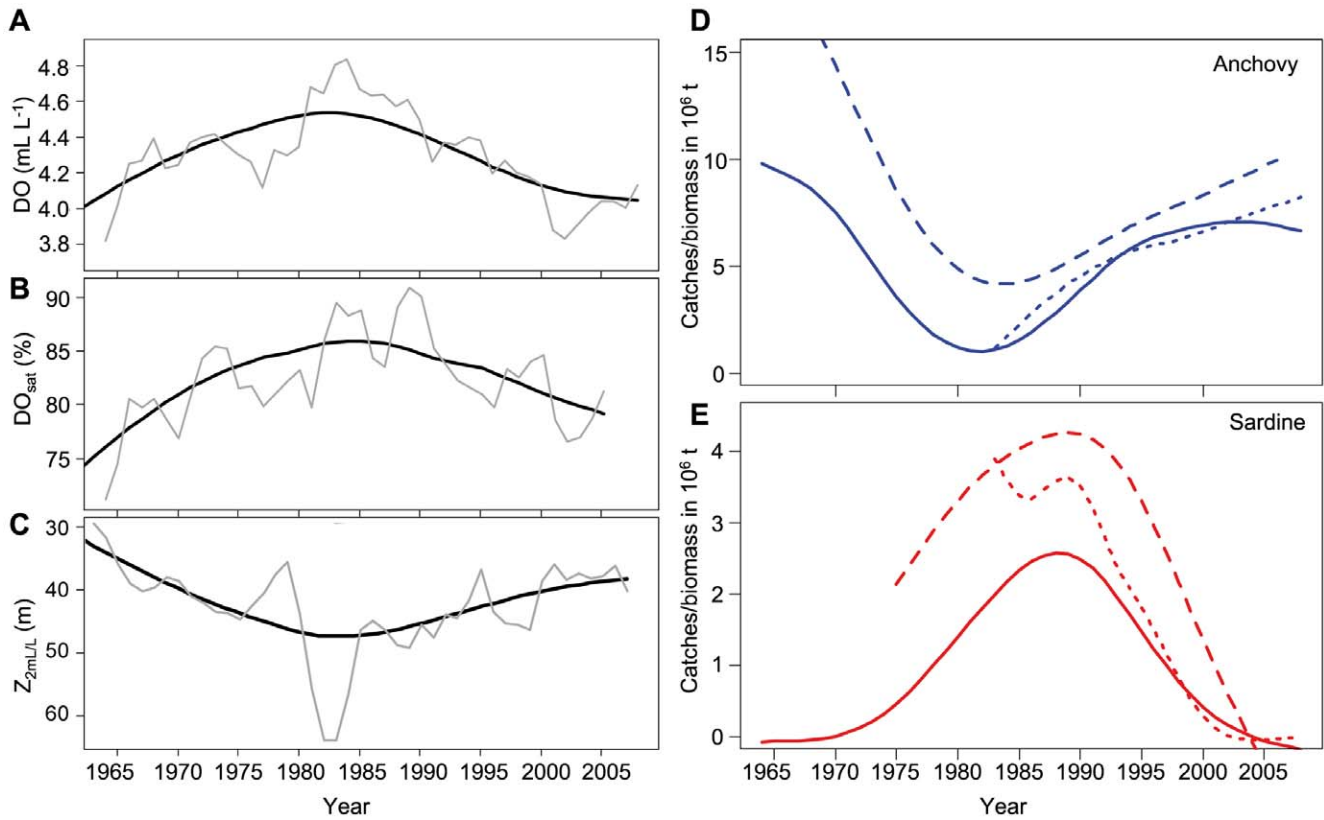 A
4.8
4.6
4.4
4.2
4.0
3.8
DO (mL L-1)
B
90
85
80
75
DOsat (%)
C
30
40
50
60
Z2mL/L (m)
1965 1970 1975 1980 1985 1990 1995 2000 2005
Year
D
Anchovy
15
10
5
0
Catches/biomass in 10⁶ t
E
Sardine
4
3
2
1
0
Catches/biomass in 10⁶ t
1965 1970 1975 1980 1985 1990 1995 2000 2005
Year